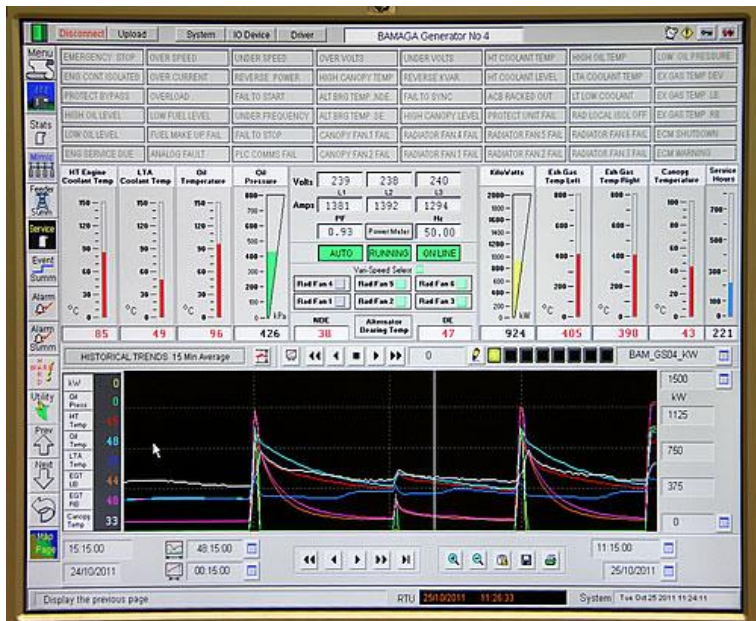 Disconnect Upload System IO Device Driver BAMAGA Generator No 4
Menu
EMERGENCY STOP OVER SPEED UNDER SPEED OVER VOLTS UNDER VOLTS HT COOLANT TEMP HIGH OIL TEMP LOW OIL PRESSURE
ENG CONT ISOLATED OVER CURRENT REVERSE POWER HIGH CANOPY TEMP REVERSE KVAR HT COOLANT LEVEL LTA COOLANT TEMP EX GAS TEMP DEV
PROTECT BYPASS OVERLOAD FAIL TO START ALT BRG TEMP .NDE. FAIL TO SYNC ACB RACKED OUT LT LOW COOLANT EX GAS TEMP .LB
HIGH OIL LEVEL LOW FUEL LEVEL UNDER FREQUENCY ALT BRG TEMP .SE HIGH CANOPY LEVEL PROTECT UNIT FAIL RAD LOCAL ISOL OFF EX GAS TEMP .RB
LOW OIL LEVEL FUEL MAKE UP FAIL FAIL TO STOP CANOPY FAN.1 FAIL RADIATOR FAN 4 FAIL RADIATOR FAN 5 FAIL RADIATOR FAN 6 FAIL ECM SHUTDOWN
ENG SERVICE DUE ANALOG FAULT PLC COMMS FAIL CANOPY FAN 2 FAIL RADIATOR FAN 1 FAIL RADIATOR FAN 2 FAIL RADIATOR FAN 3 FAIL ECM WARNING
Stats
Mimic
Feeder
Summ
Service
Event
Summ
Alarm
Alarm
Summ
Utility
Prev
Next
Map
Page
HT Engine Coolant Temp LTA Coolant Temp Oil Temperature Oil Pressure
Volts 239 238 240
L1 L2 L3
Amps 1381 1392 1294
PF Hz
0.93 Power Meter 50.00
AUTO RUNNING ON LINE
Vari-Speed Select
Rad Fan 4 Rad Fan 5 Rad Fan 6
Rad Fan 1 Rad Fan 2 Rad Fan 3
NDE Alternator Bearing Temp DE
38 47
KiloWatts Exh Gas Temp Left Exh Gas Temp Right Canopy Temperature Service Hours
°C °C kPa kW °C °C °C
85 49 96 426 924 405 398 43 221
HISTORICAL TRENDS 15 Min Average 0 BAM_GS04_KW
kW 0
Oil Press 0
HT Temp
Oil Temp 48
LTA Temp
EGT LB 44
EGT RB 40
Canopy Temp 33
1500
kW
1125
750
375
0
15:15:00 48:15:00 11:15:00
24/10/2011 00:15:00 25/10/2011
Display the previous page RTU 25/10/2011 11:26:33 System Tue Oct 25 2011 11:24:11